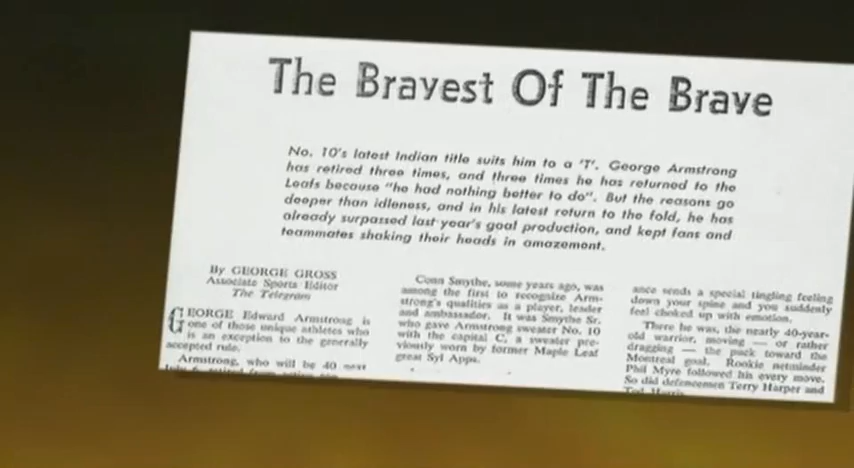 The Bravest Of The Brave
No. 10's latest Indian title suits him to a 'T'. George Armstrong
has retired three times, and three times he has returned to the
Leafs because "he had nothing better to do". But the reasons go
deeper than idleness, and in his latest return to the fold, he has
already surpassed last year's goal production, and kept fans and
teammates shaking their heads in amazement.
By GEORGE GROSS
Associate Sports Editor
The Telegram
GEORGE Edward Armstrong is
one of those unique athletes who
is an exception to the generally
accepted rule.
Armstrong, who will be 40 next
Conn Smythe, some years ago, was
among the first to recognize Arm-
strong's qualities as a player, leader
and ambassador. It was Smythe Sr.
who gave Armstrong sweater No. 10
with the capital C, a sweater pre-
viously worn by former Maple Leaf
great Syl Apps.
ance sends a special tingling feeling
down your spine and you suddenly
feel choked up with emotion.
There he was, the nearly 40-year-
old warrior, moving — or rather
dragging — the puck toward the
Montreal goal. Rookie netminder
Phil Myre followed his every move.
So did defencemen Terry Harper and